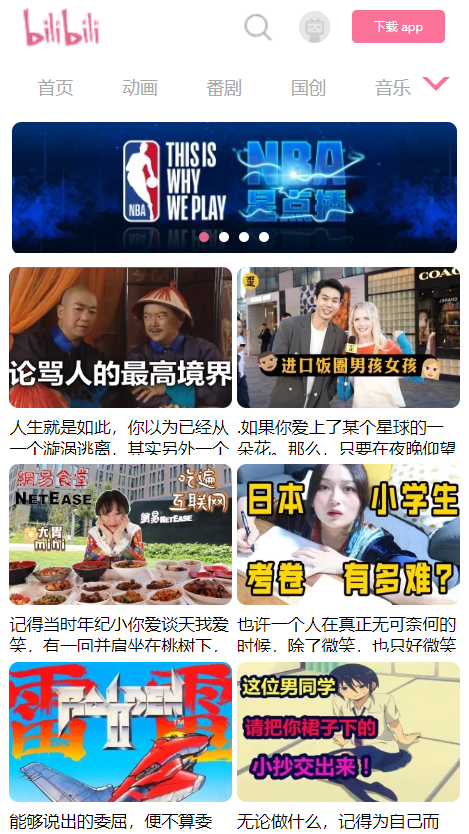 bilibili
下载 app
首页 动画 番剧 国创 音乐
THIS IS
WHY
WE PLAY
NBA
NBA
星点播
论骂人的最高境界
歪
COACH
进口饭圈男孩女孩
人生就是如此，你以为已经从
一个漩涡逃离，其实另外一个
.如果你爱上了某个星球的一
朵花。那么，只要在夜晚仰望
網易食堂
NETEASE
吃遍
互联网
網易NETEASE
大胃
mini
日本 小学生
考卷 有多难?
记得当时年纪小你爱谈天我爱
笑，有一回并肩坐在桃树下，
也许一个人在真正无可奈何的
时候，除了微笑，也只好微笑
雷
RAIDEN
II
TM
这位男同学
请把你裙子下的
小抄交出来！
能够说出的委屈，便不算委
无论做什么，记得为自己而